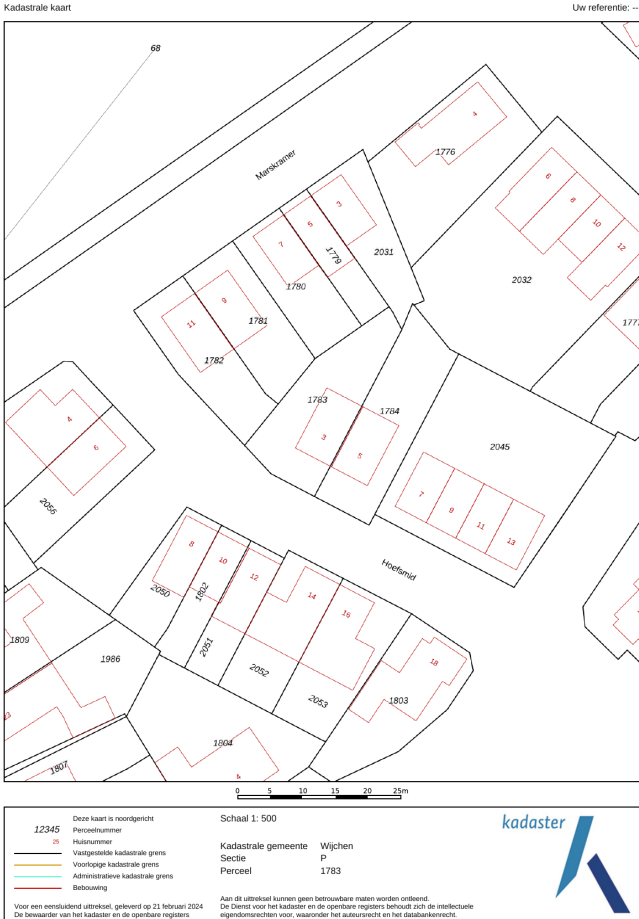 Kadastrale kaart Uw referentie: --
68
4
1776
Marskramer
6
3
8
5
10
7
1779
12
2031
2032
1780
9
1781
11
1777
1782
1783
1784
4
3
2045
6
5
7
2056
9
11
13
8
Hoefsmid
10
12
2050
1802
14
16
1809
2051
1986
2052
18
2053
1803
23
1804
1807
4
0 5 10 15 20 25m
Deze kaart is noordgericht
12345 Perceelnummer
25 Huisnummer
Vastgestelde kadastrale grens
Voorlopige kadastrale grens
Administratieve kadastrale grens
Bebouwing
Voor een eensluidend uittreksel, geleverd op 21 februari 2024
De bewaarder van het kadaster en de openbare registers
Schaal 1: 500
Kadastrale gemeente Wijchen
Sectie P
Perceel 1783
Aan dit uittreksel kunnen geen betrouwbare maten worden ontleend.
De Dienst voor het kadaster en de openbare registers behoudt zich de intellectuele
eigendomsrechten voor, waaronder het auteursrecht en het databankenrecht.
kadaster